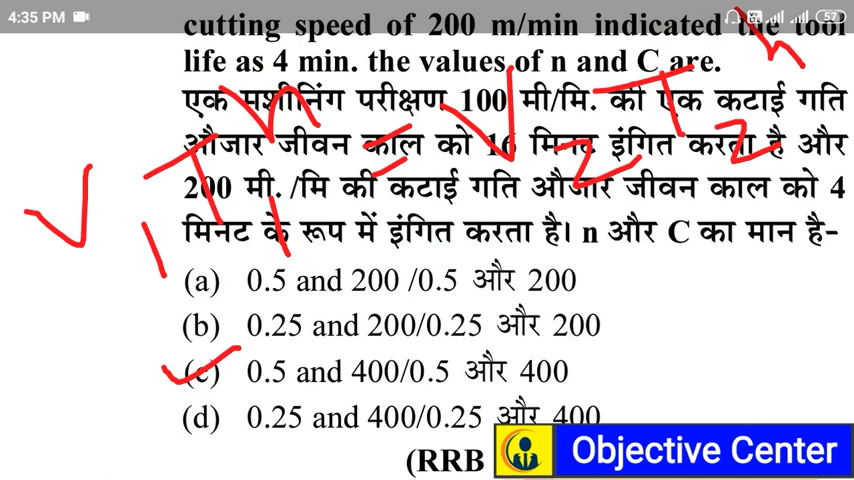 4:35 PM 57
cutting speed of 200 m/min indicated the tool
life as 4 min. the values of n and C are.
एक मशीनिंग परीक्षण 100 मी/मि. की एक कटाई गति
औजार जीवन काल को 16 मिनट इंगित करता है और
200 मी. /मि की कटाई गति औजार जीवन काल को 4
मिनट के रूप में इंगित करता है। n और C का मान है-
V₁T₁ⁿ = V₂T₂ⁿ
(a) 0.5 and 200 /0.5 और 200
(b) 0.25 and 200/0.25 और 200
(c) 0.5 and 400/0.5 और 400
(d) 0.25 and 400/0.25 और 400
(RRB
Objective Center